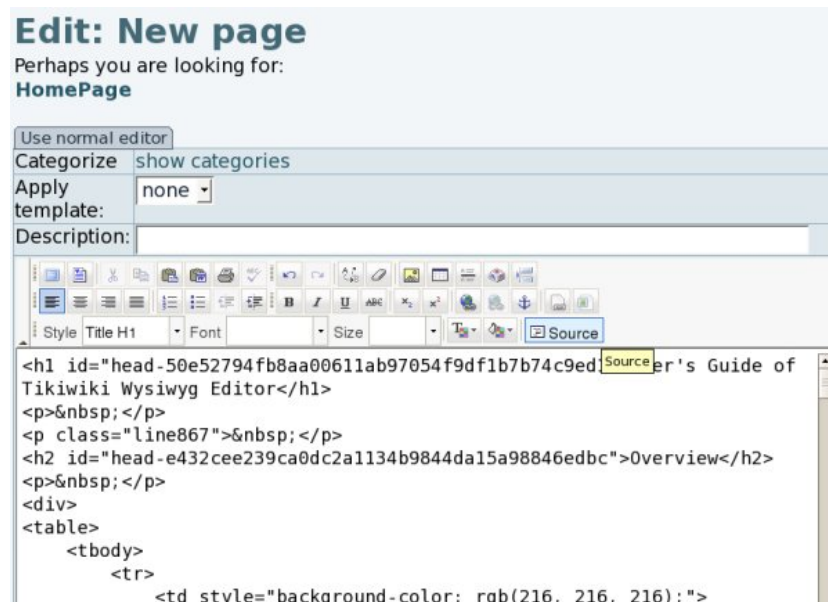 Edit: New page
Perhaps you are looking for:
HomePage
Use normal editor
Categorize show categories
Apply template: none
Description:
B I U ABC x₂ x²
Style Title H1 Font Size Source
<h1 id="head-50e52794fb8aa00611ab97054f9df1b7b74c9ed er's Guide of
Source
Tikiwiki Wysiwyg Editor</h1>
<p>&nbsp;</p>
<p class="line867">&nbsp;</p>
<h2 id="head-e432cee239ca0dc2a1134b9844da15a98846edbc">Overview</h2>
<p>&nbsp;</p>
<div>
<table>
<tbody>
<tr>
<td style="background-color: rgb(216, 216, 216);">